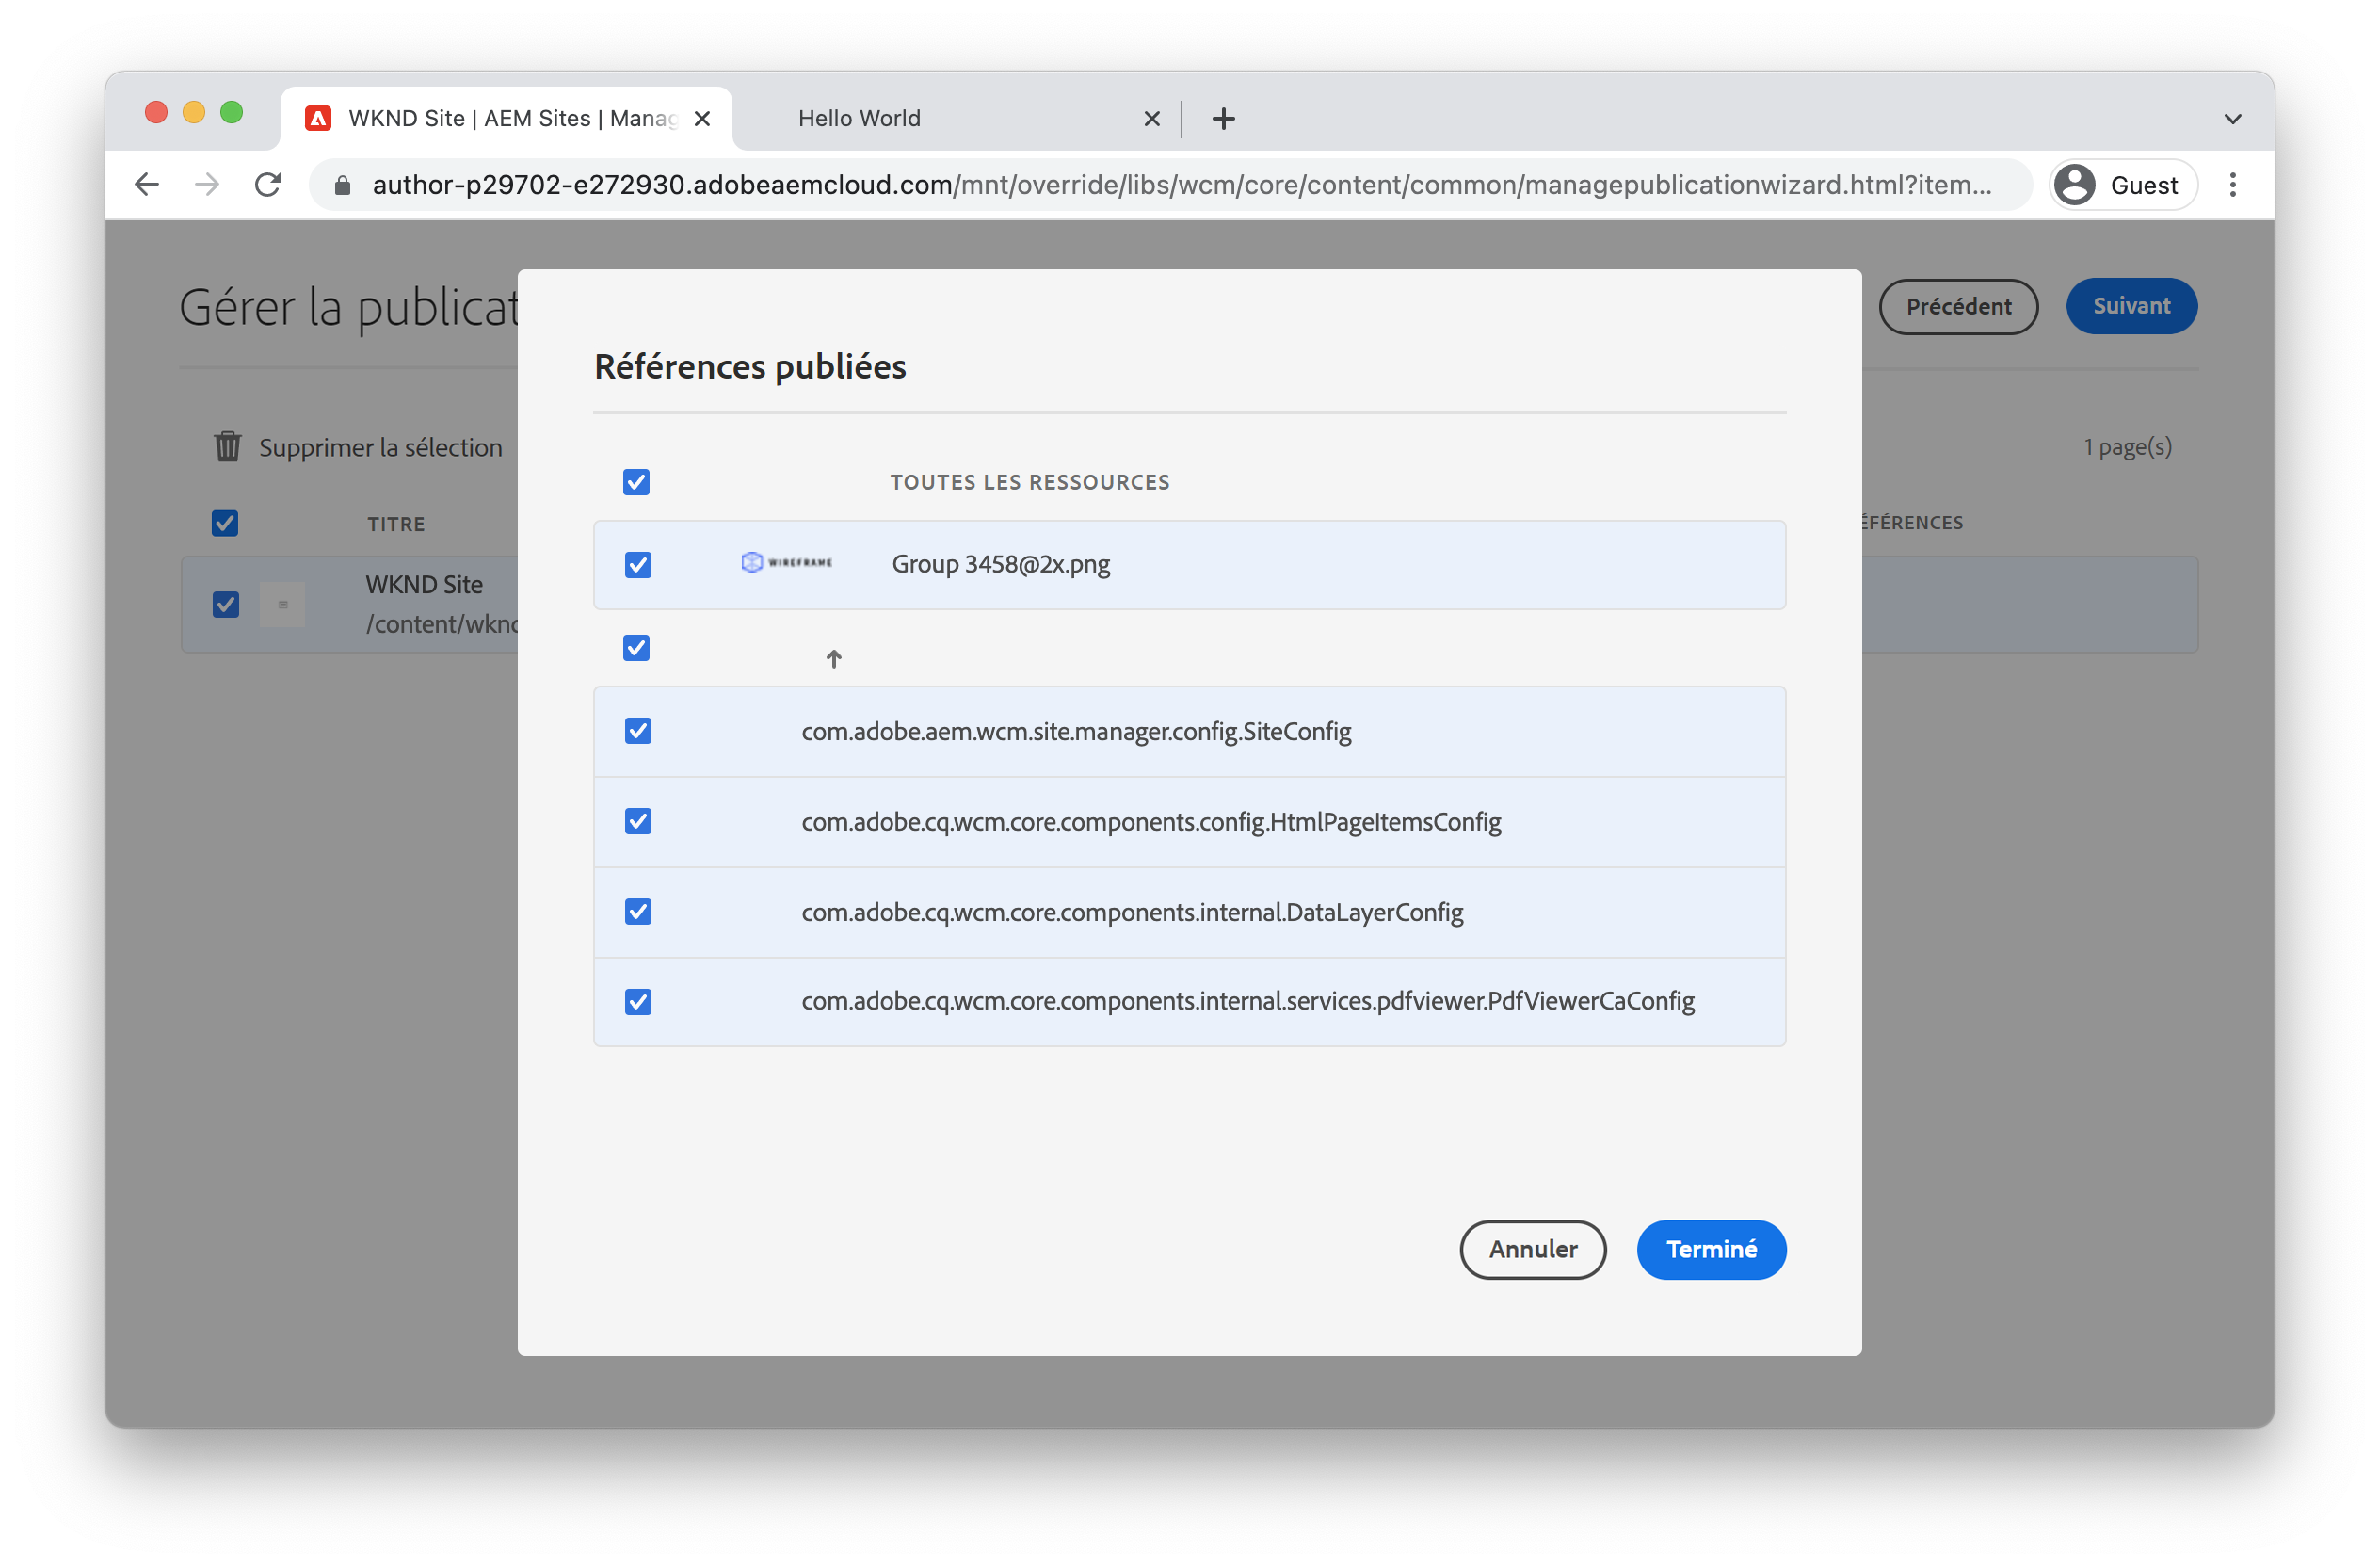 WKND Site | AEM Sites | Manag
Hello World
author-p29702-e272930.adobeaemcloud.com/mnt/override/libs/wcm/core/content/common/managepublicationwizard.html?item...
Guest
Gérer la publicat
Précédent
Suivant
Références publiées
Supprimer la sélection
1 page(s)
TOUTES LES RESSOURCES
TITRE
ÉFÉRENCES
WIREFRAME
Group 3458@2x.png
WKND Site
/content/wknd
com.adobe.aem.wcm.site.manager.config.SiteConfig
com.adobe.cq.wcm.core.components.config.HtmlPageItemsConfig
com.adobe.cq.wcm.core.components.internal.DataLayerConfig
com.adobe.cq.wcm.core.components.internal.services.pdfviewer.PdfViewerCaConfig
Annuler
Terminé